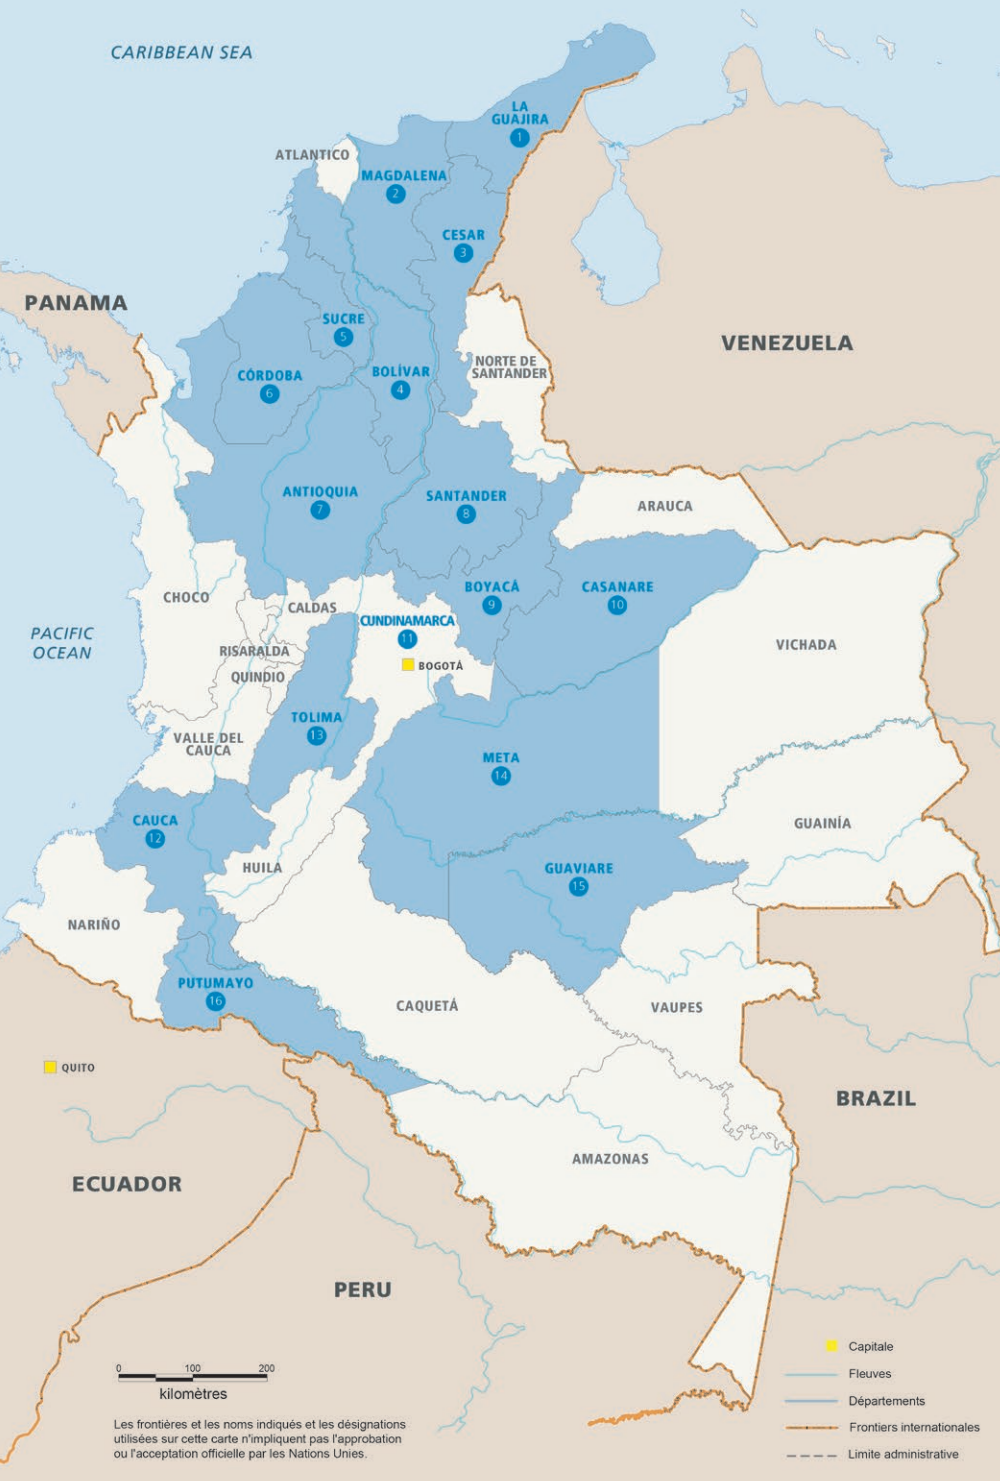 CARIBBEAN SEA
LA
GUAJIRA
1
ATLANTICO
MAGDALENA
2
CESAR
3
PANAMA
SUCRE
5
VENEZUELA
NORTE DE
SANTANDER
CÓRDOBA
6
BOLÍVAR
4
ANTIOQUIA
7
SANTANDER
8
ARAUCA
CHOCO
CALDAS
BOYACÁ
9
CASANARE
10
PACIFIC
OCEAN
CUNDINAMARCA
11
BOGOTÁ
RISARALDA
QUINDIO
VICHADA
TOLIMA
13
VALLE DEL
CAUCA
META
14
CAUCA
12
GUAINÍA
HUILA
GUAVIARE
15
NARIÑO
PUTUMAYO
16
CAQUETÁ
VAUPES
QUITO
BRAZIL
AMAZONAS
ECUADOR
PERU
0 100 200
kilomètres
Les frontières et les noms indiqués et les désignations
utilisées sur cette carte n'impliquent pas l'approbation
ou l'acceptation officielle par les Nations Unies.
Capitale
Fleuves
Départements
Frontiers internationales
Limite administrative